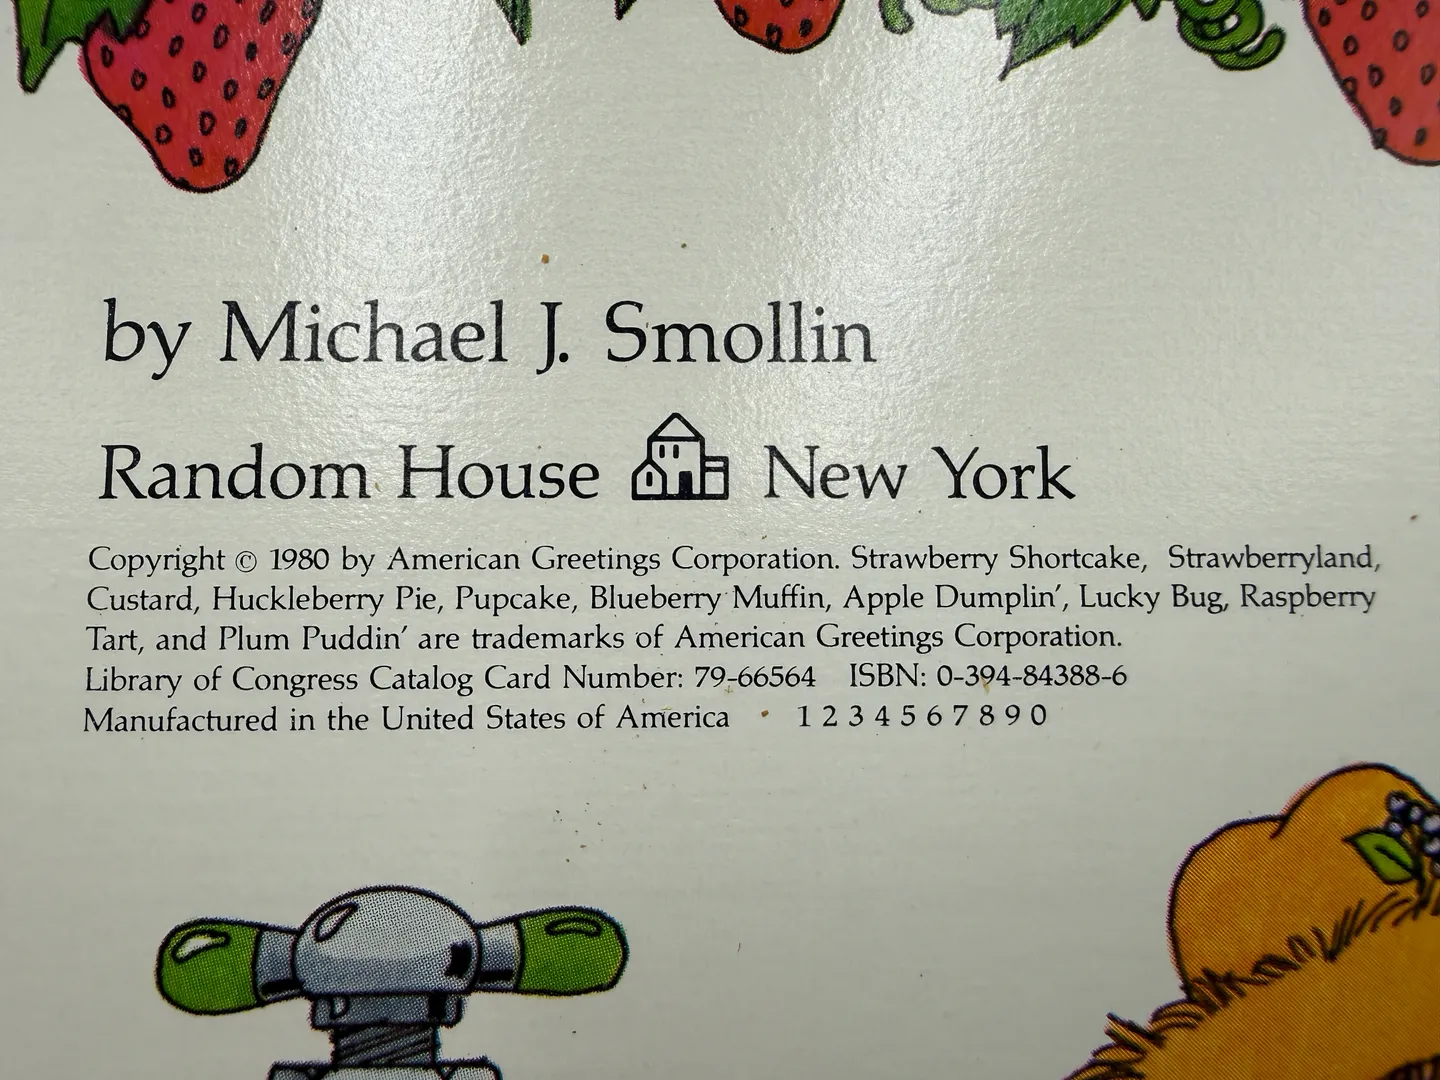 by Michael J. Smollin
Random House New York
Copyright © 1980 by American Greetings Corporation. Strawberry Shortcake, Strawberryland,
Custard, Huckleberry Pie, Pupcake, Blueberry Muffin, Apple Dumplin’, Lucky Bug, Raspberry
Tart, and Plum Puddin’ are trademarks of American Greetings Corporation.
Library of Congress Catalog Card Number: 79-66564 ISBN: 0-394-84388-6
Manufactured in the United States of America 1 2 3 4 5 6 7 8 9 0